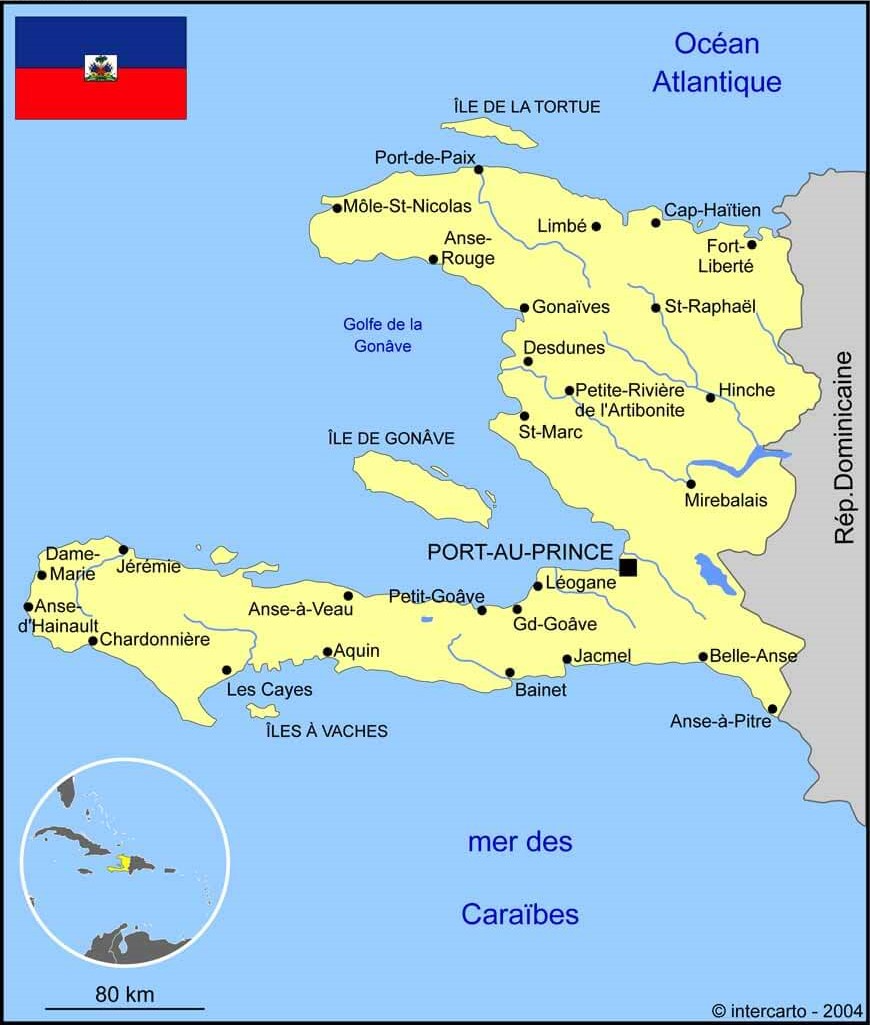 Océan
Atlantique
ÎLE DE LA TORTUE
Port-de-Paix
Môle-St-Nicolas
Limbé
Cap-Haïtien
Anse-
Rouge
Fort-
Liberté
Gonaïves
St-Raphaël
Golfe de la
Gonâve
Desdunes
Petite-Rivière
de l'Artibonite
Hinche
St-Marc
ÎLE DE GONÂVE
Mirebalais
Rép.Dominicaine
PORT-AU-PRINCE
Dame-
Marie
Jérémie
Léogane
Anse-
d'Hainault
Anse-à-Veau
Petit-Goâve
Gd-Goâve
Chardonnière
Aquin
Jacmel
Belle-Anse
Les Cayes
Bainet
ÎLES À VACHES
Anse-à-Pitre
mer des
Caraïbes
80 km
© intercarto - 2004